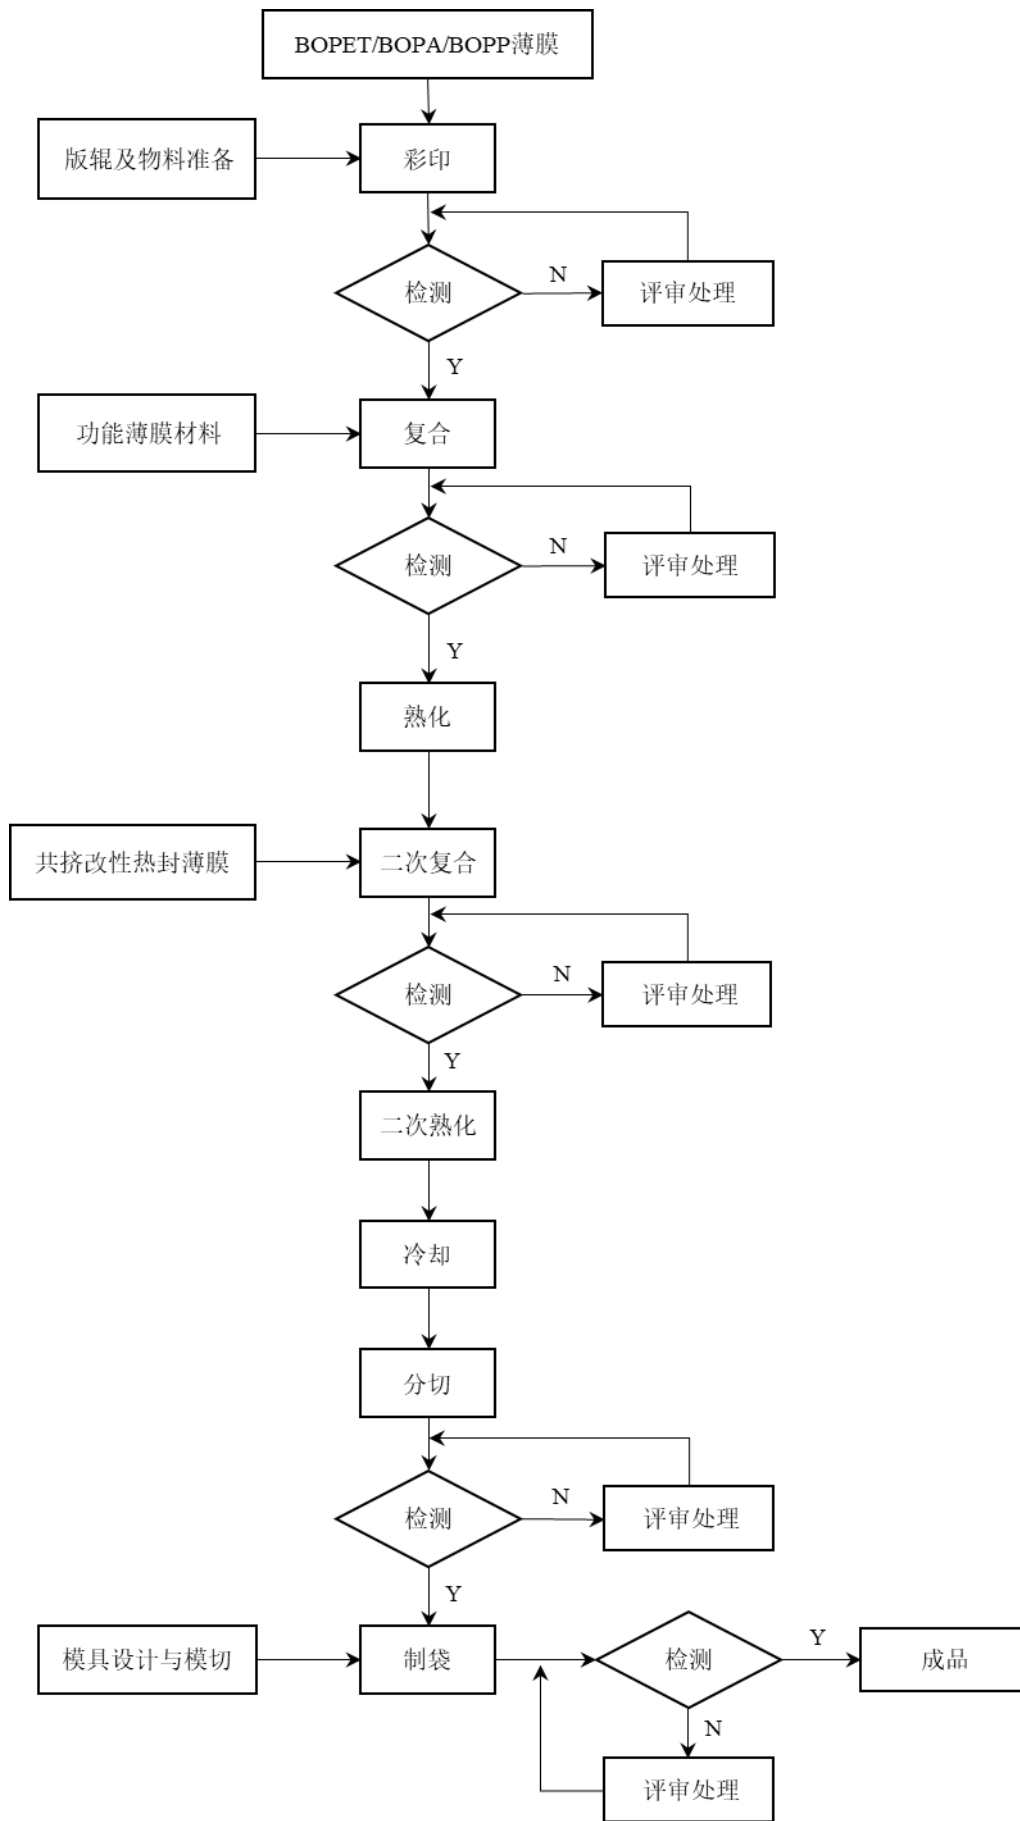 BOPET/BOPA/BOPP薄膜
版辊及物料准备
彩印
检测
N
评审处理
Y
功能薄膜材料
复合
检测
N
评审处理
Y
熟化
共挤改性热封薄膜
二次复合
检测
N
评审处理
Y
二次熟化
冷却
分切
检测
N
评审处理
Y
模具设计与模切
制袋
检测
Y
成品
N
评审处理